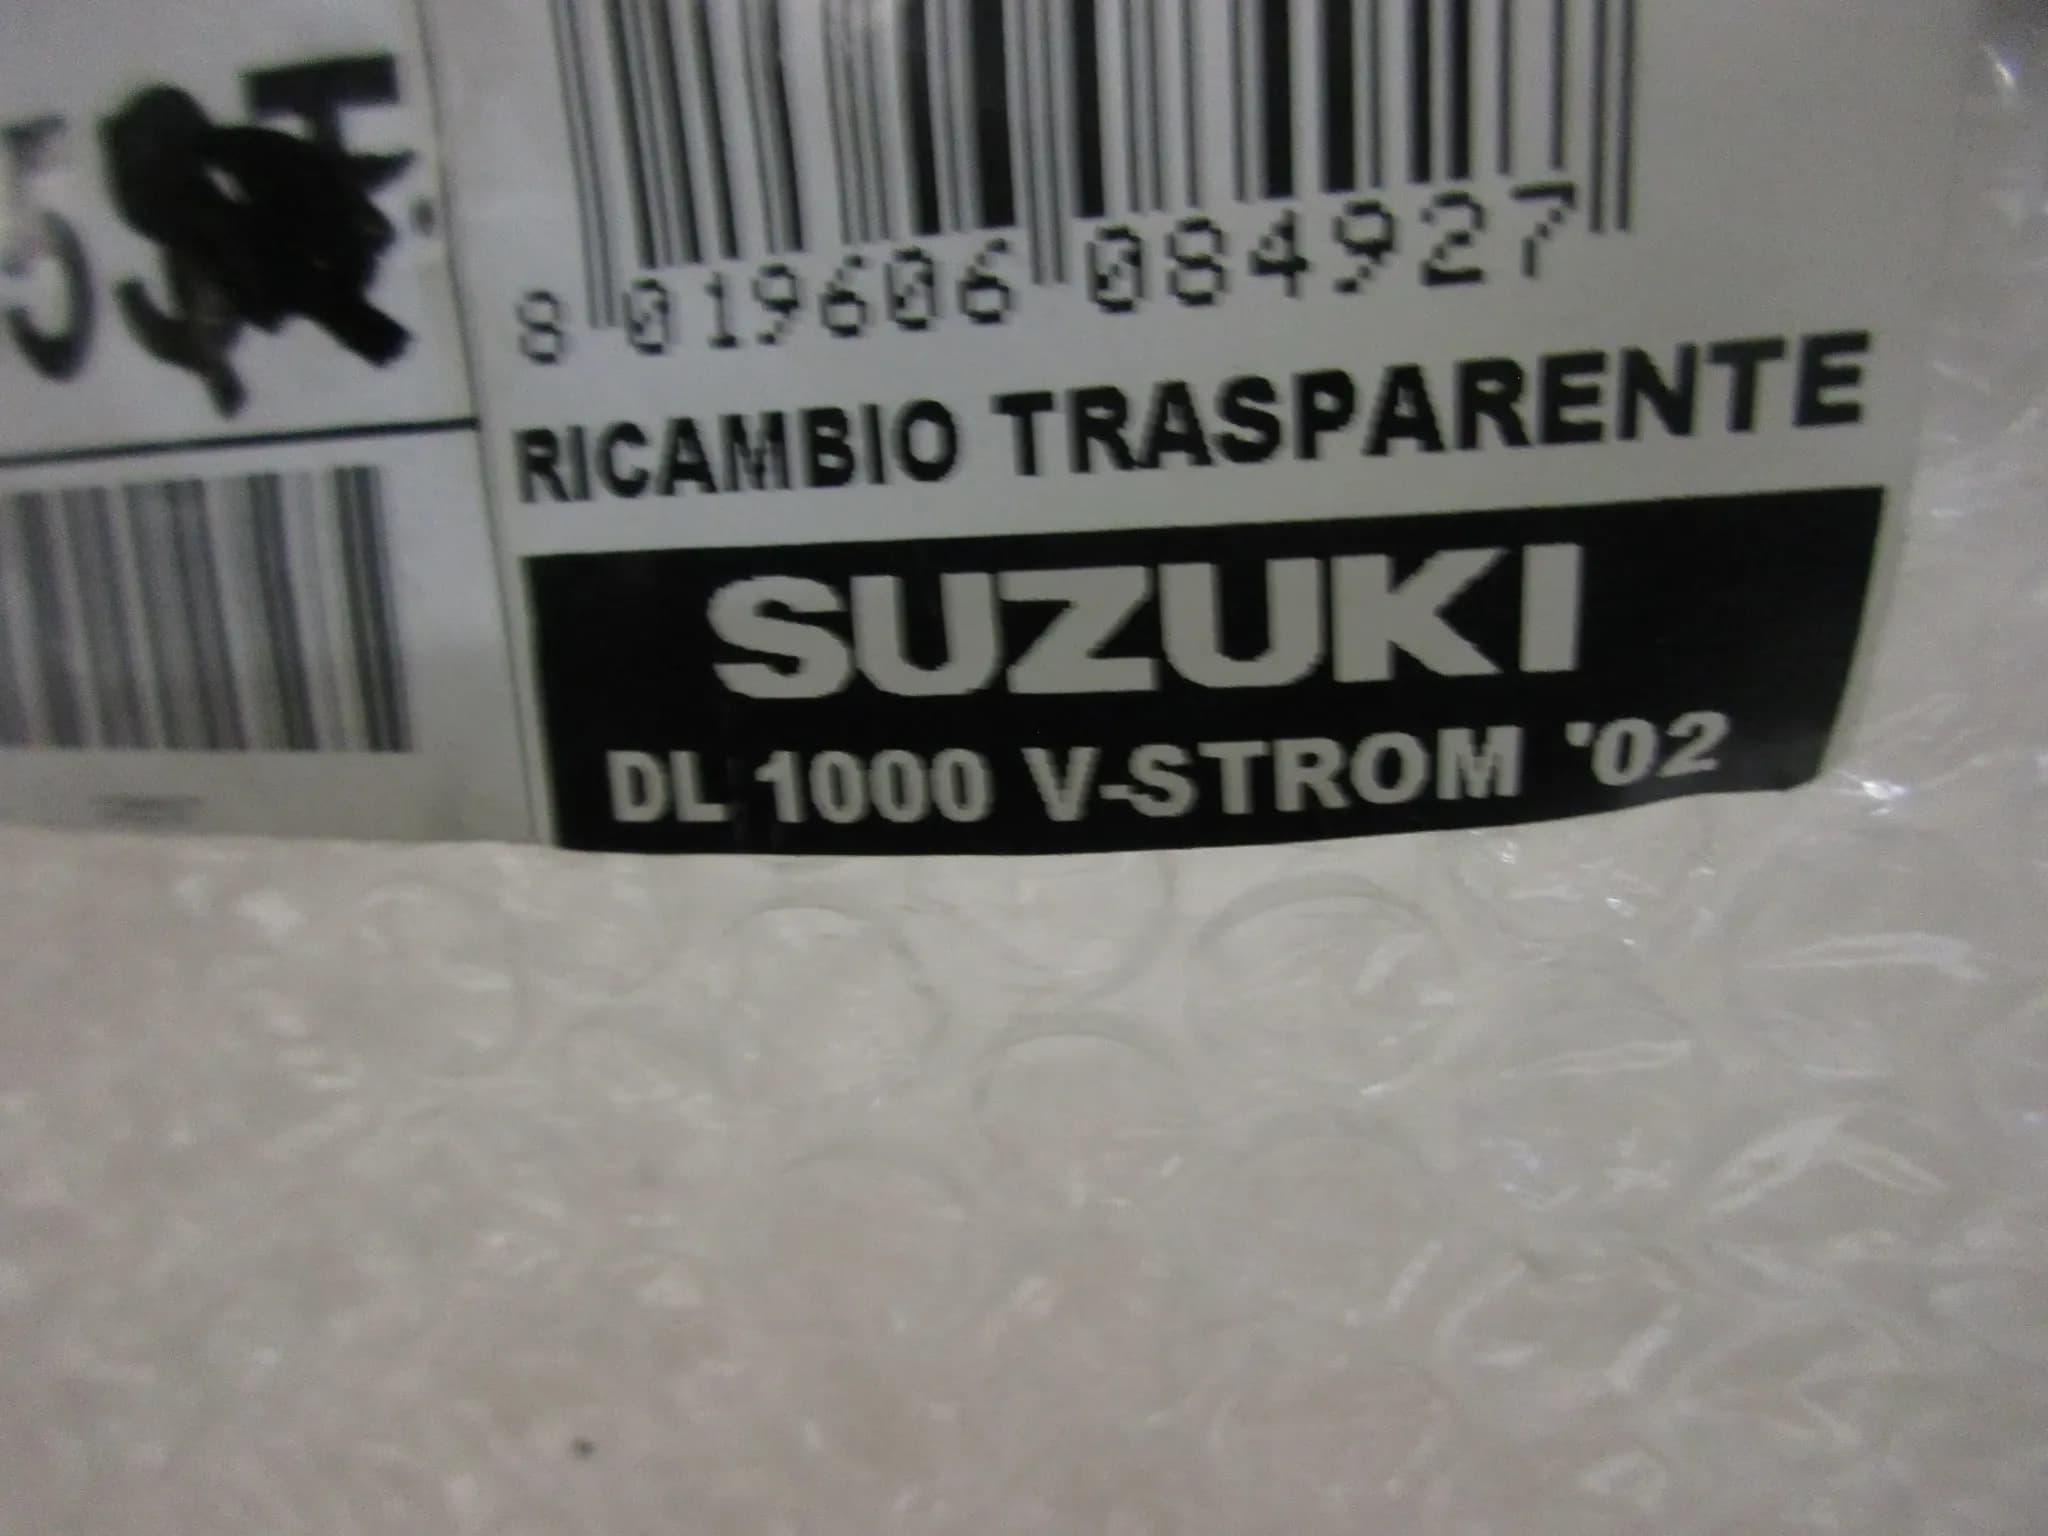 8 019606 084927
RICAMBIO TRASPARENTE
SUZUKI
DL 1000 V-STROM '02